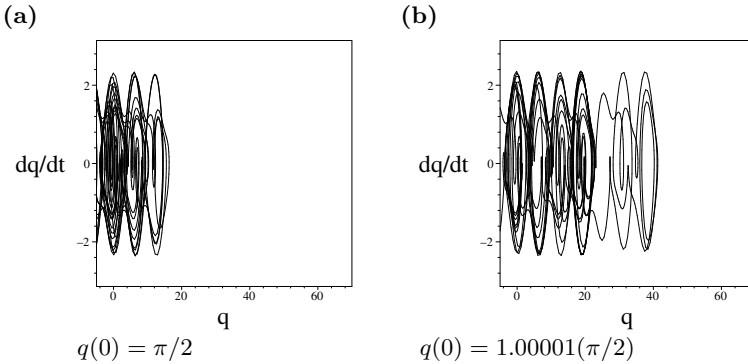 (a)
(b)
2
0
−2
dq/dt
0
20
40
60
q
q(0) = π/2
2
0
−2
dq/dt
0
20
40
60
q
q(0) = 1.00001(π/2)